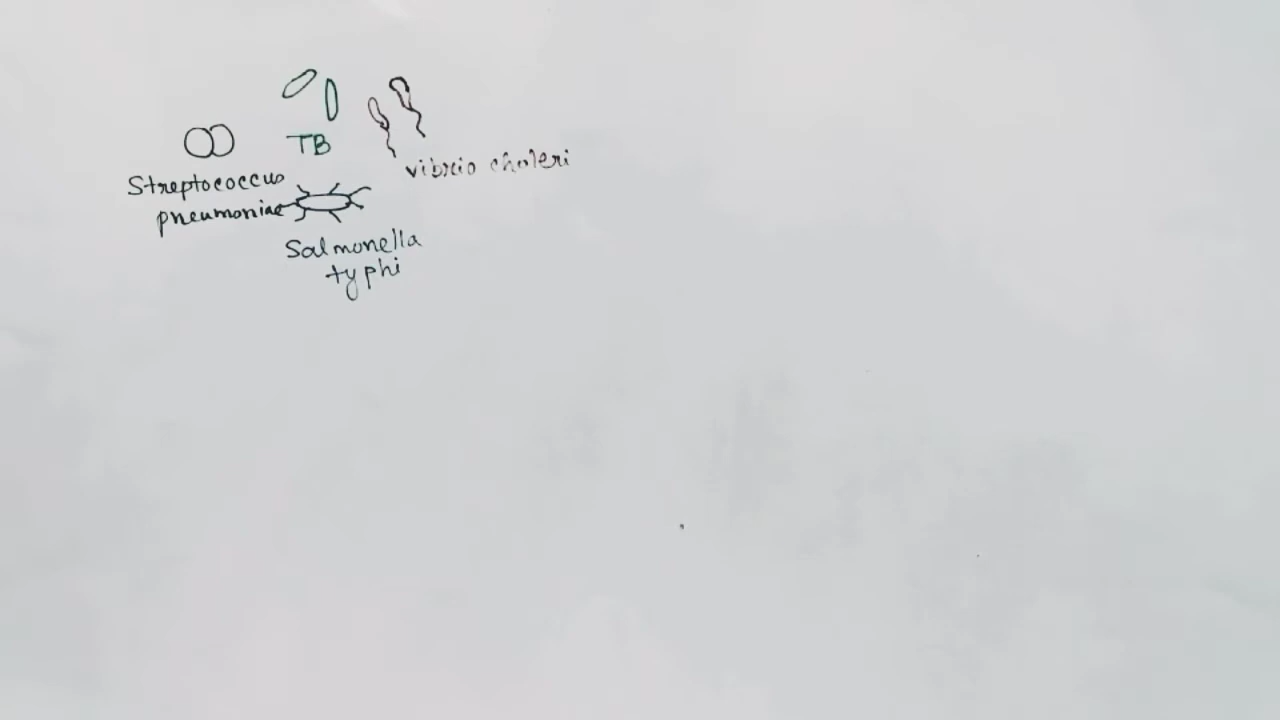 TB
vibrio choleri
Streptococcus
pneumoniae
Salmonella
typhi